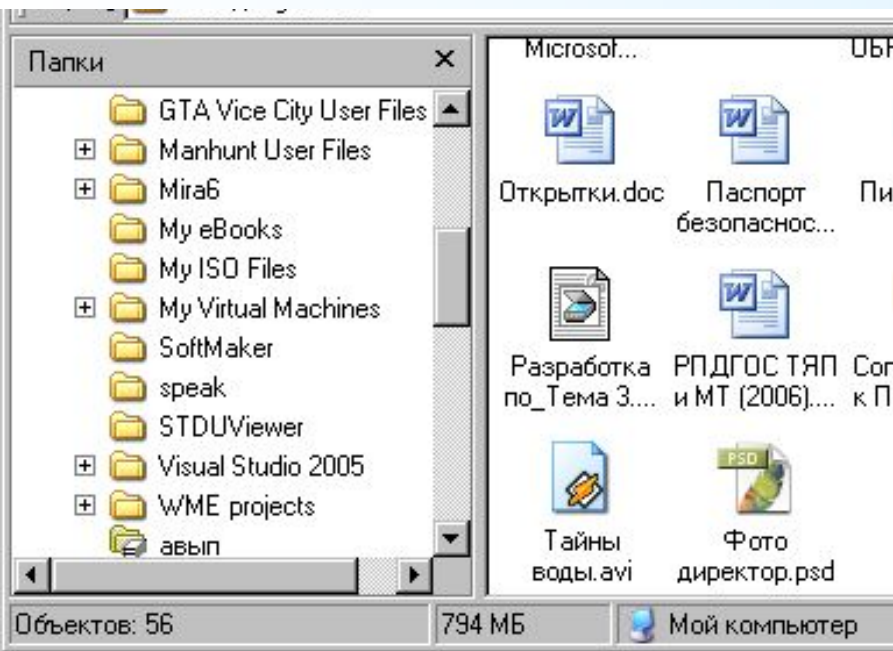 Папки
GTA Vice City User Files
Manhunt User Files
Mira6
My eBooks
My ISO Files
My Virtual Machines
SoftMaker
speak
STDUViewer
Visual Studio 2005
WME projects
авып
Microsof...
Открытки.doc
Паспорт
безопаснос...
Разработка
по_Тема 3....
РПДГОС ТЯП
и МТ (2006)....
к П
PSD
Тайны
воды.avi
Фото
директор.psd
Объектов: 56
794 МБ
Мой компьютер